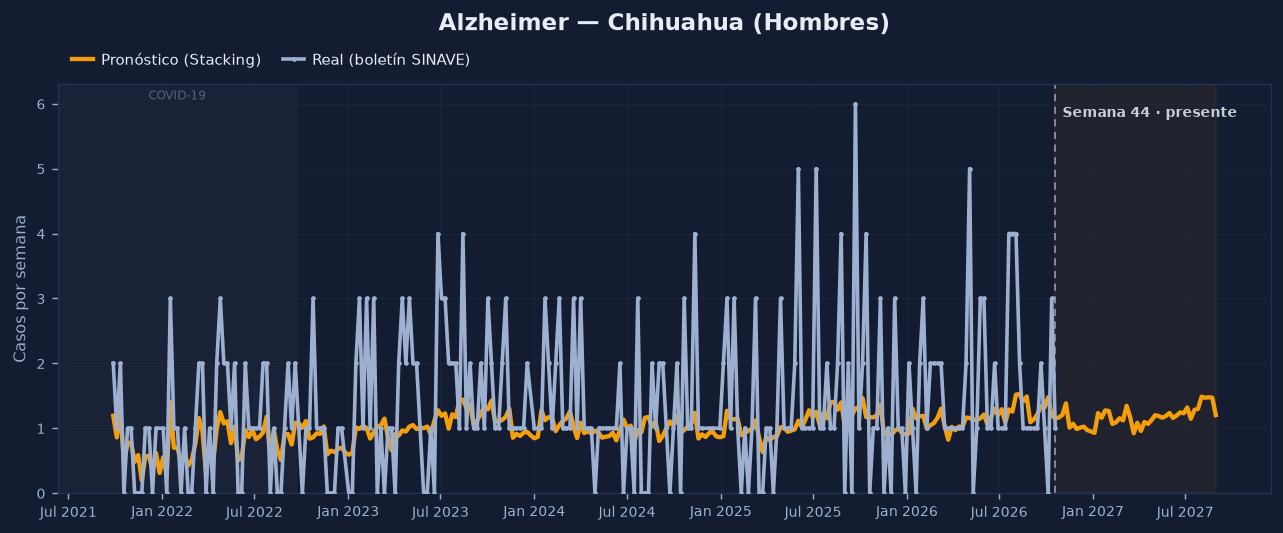 Alzheimer — Chihuahua (Hombres)
Pronóstico (Stacking)
Real (boletín SINAVE)
COVID-19
Semana 44 · presente
Casos por semana
6
5
4
3
2
1
0
Jul 2021
Jan 2022
Jul 2022
Jan 2023
Jul 2023
Jan 2024
Jul 2024
Jan 2025
Jul 2025
Jan 2026
Jul 2026
Jan 2027
Jul 2027